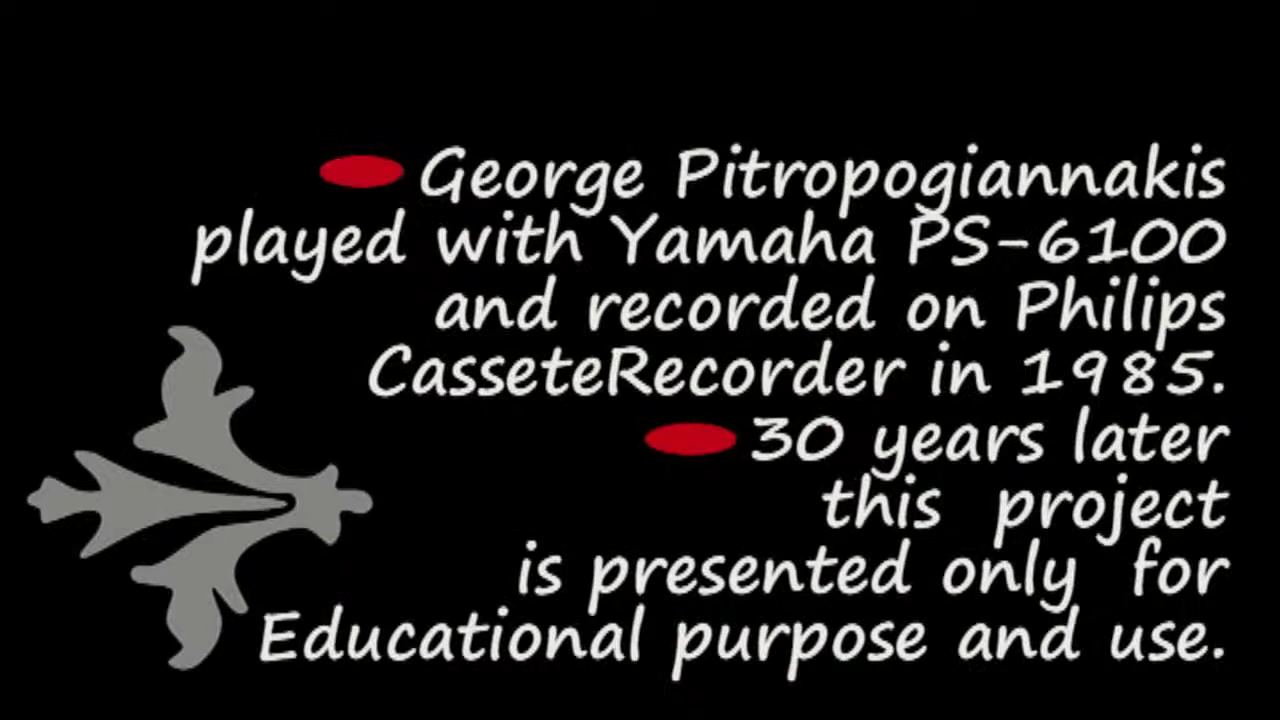 George Pitropogiannakis
played with Yamaha PS-6100
and recorded on Philips
CasseteRecorder in 1985.
30 years later
this project
is presented only for
Educational purpose and use.